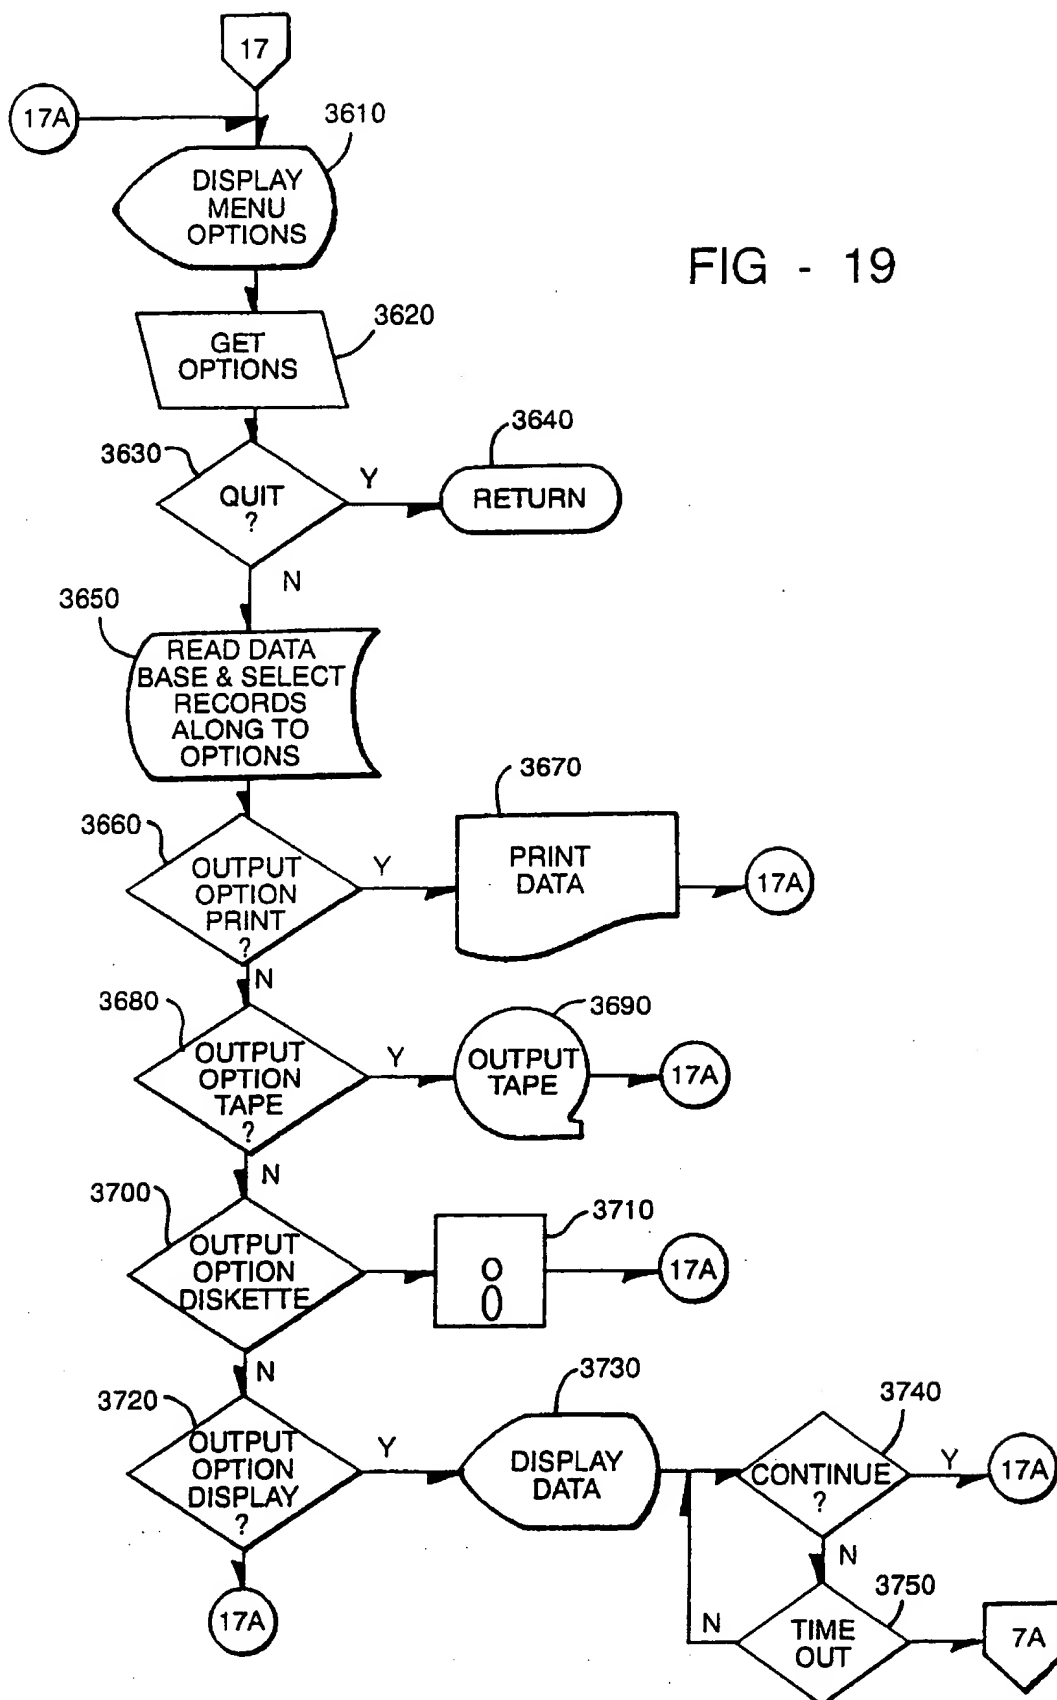 17
17A
3610
DISPLAY
MENU
OPTIONS
FIG - 19
3620
GET
OPTIONS
3640
3630
Y
QUIT
?
RETURN
N
3650
READ DATA
BASE & SELECT
RECORDS
ALONG TO
OPTIONS
3670
3660
Y
PRINT
DATA
17A
OUTPUT
OPTION
PRINT
?
N
3680
3690
OUTPUT
OPTION
TAPE
?
Y
OUTPUT
TAPE
17A
N
3700
3710
OUTPUT
OPTION
DISKETTE
17A
N
3730
3720
3740
OUTPUT
OPTION
DISPLAY
?
Y
DISPLAY
DATA
CONTINUE
?
Y
17A
N
3750
17A
N
TIME
OUT
7A